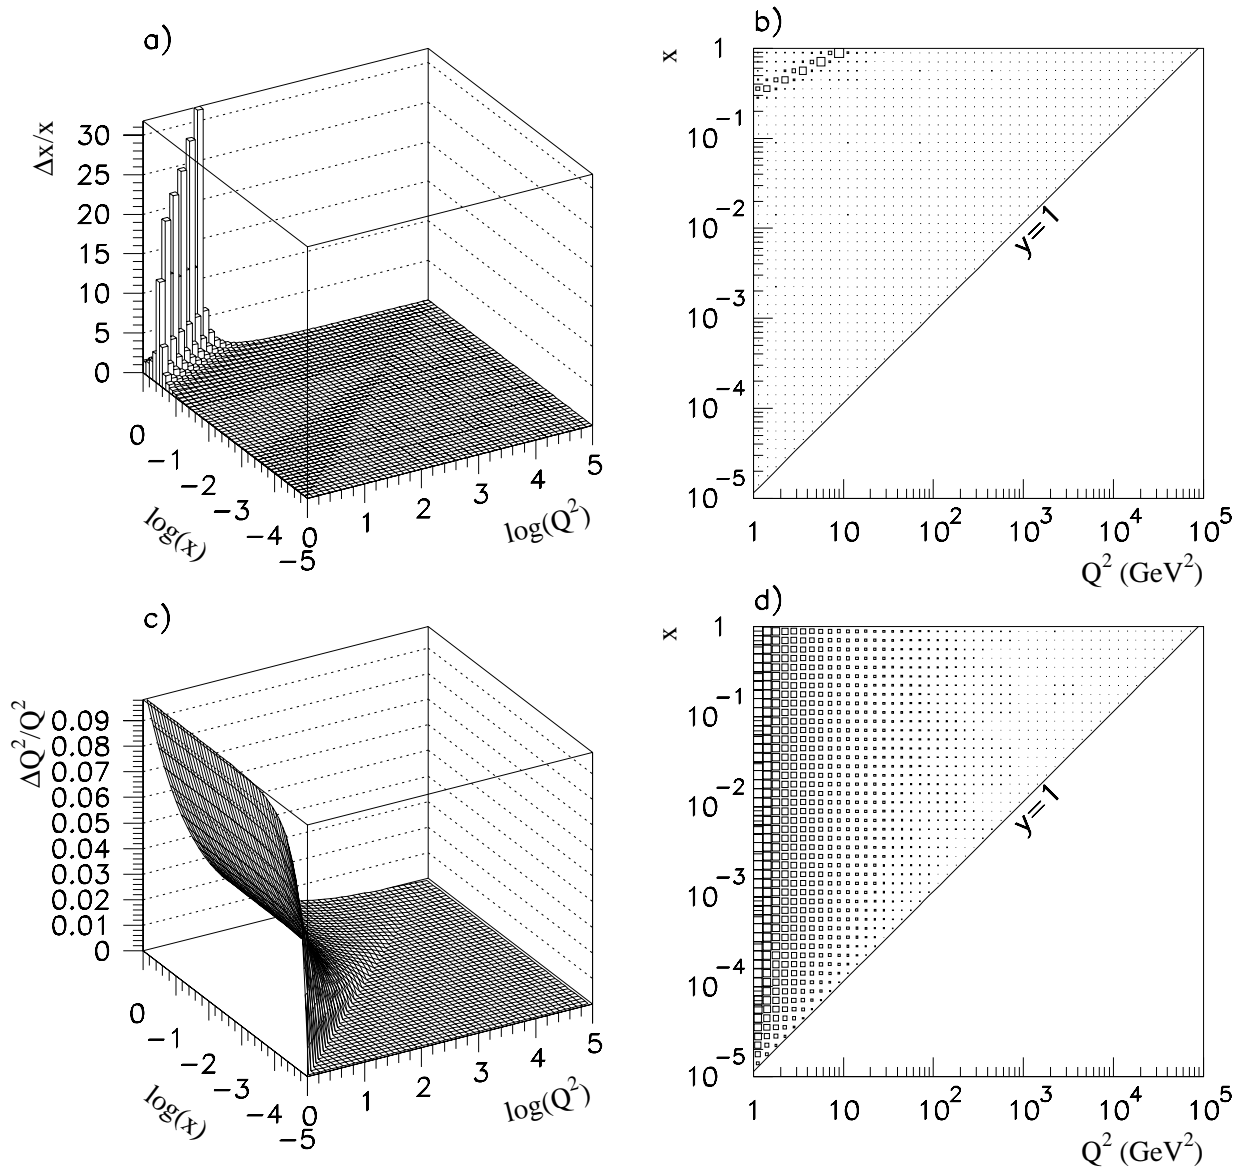 a)
Δx/x
30
25
20
15
10
5
0
0
−1
−2
−3
−4
−5
log(x)
0
1
2
3
4
5
log(Q²)
b)
x
1
10⁻¹
10⁻²
10⁻³
10⁻⁴
10⁻⁵
y=1
1 10 10² 10³ 10⁴ 10⁵
Q² (GeV²)
c)
ΔQ²/Q²
0.09
0.08
0.07
0.06
0.05
0.04
0.03
0.02
0.01
0
0
−1
−2
−3
−4
−5
log(x)
0
1
2
3
4
5
log(Q²)
d)
x
1
10⁻¹
10⁻²
10⁻³
10⁻⁴
10⁻⁵
y=1
1 10 10² 10³ 10⁴ 10⁵
Q² (GeV²)